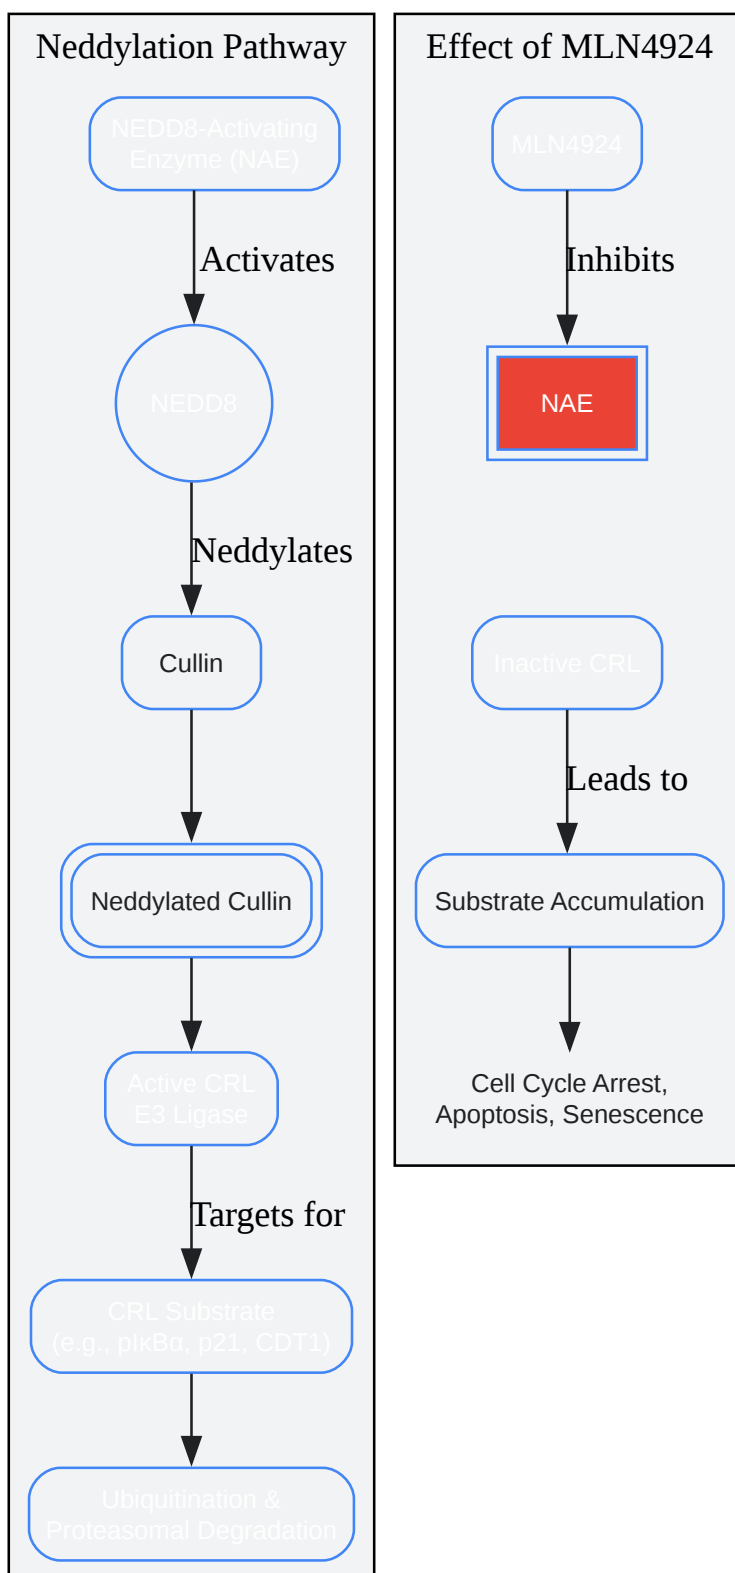 Neddylation Pathway
NEDD8-Activating
Enzyme (NAE)
Activates
NEDD8
Neddylates
Cullin
Neddylated Cullin
Active CRL
E3 Ligase
Targets for
CRL Substrate
(e.g., pIκBα, p21, CDT1)
Ubiquitination &
Proteasomal Degradation
Effect of MLN4924
MLN4924
Inhibits
NAE
Inactive CRL
Leads to
Substrate Accumulation
Cell Cycle Arrest,
Apoptosis, Senescence